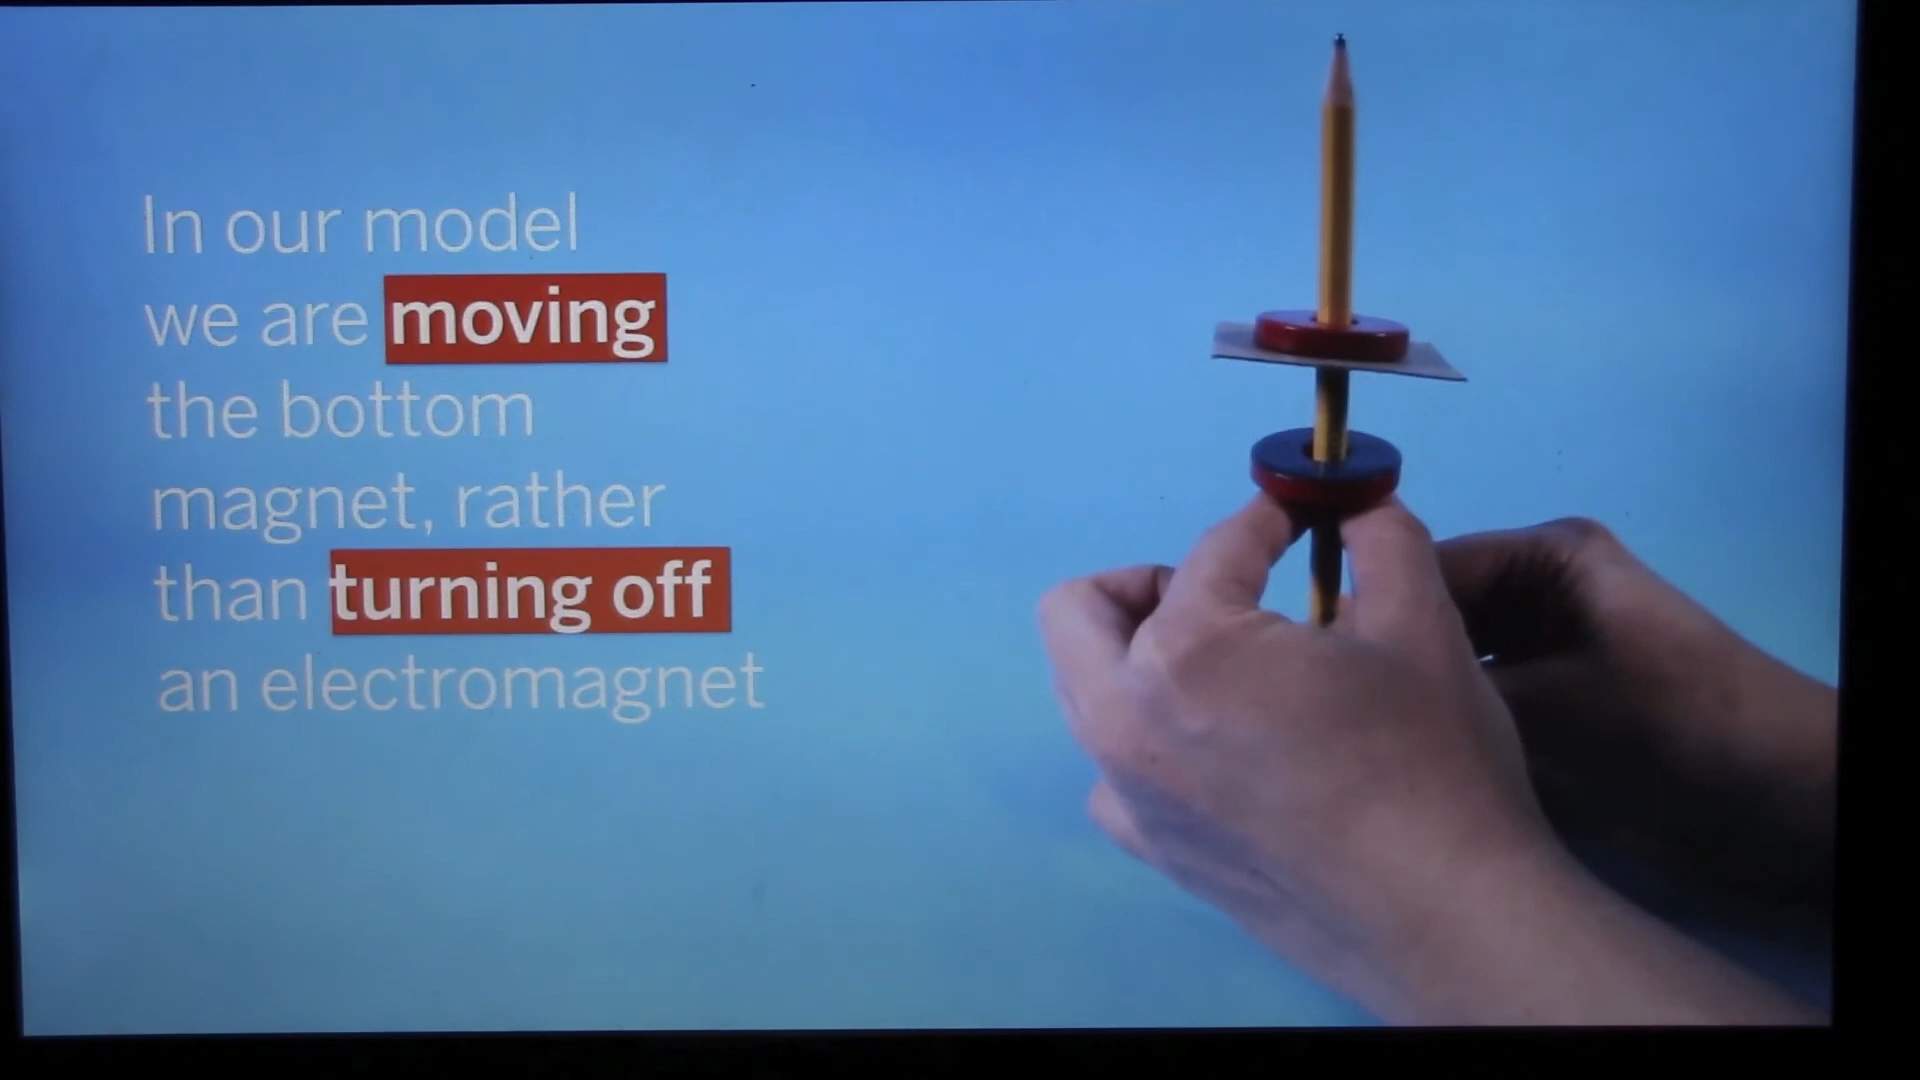 In our model
we are moving
the bottom
magnet, rather
than turning off
an electromagnet